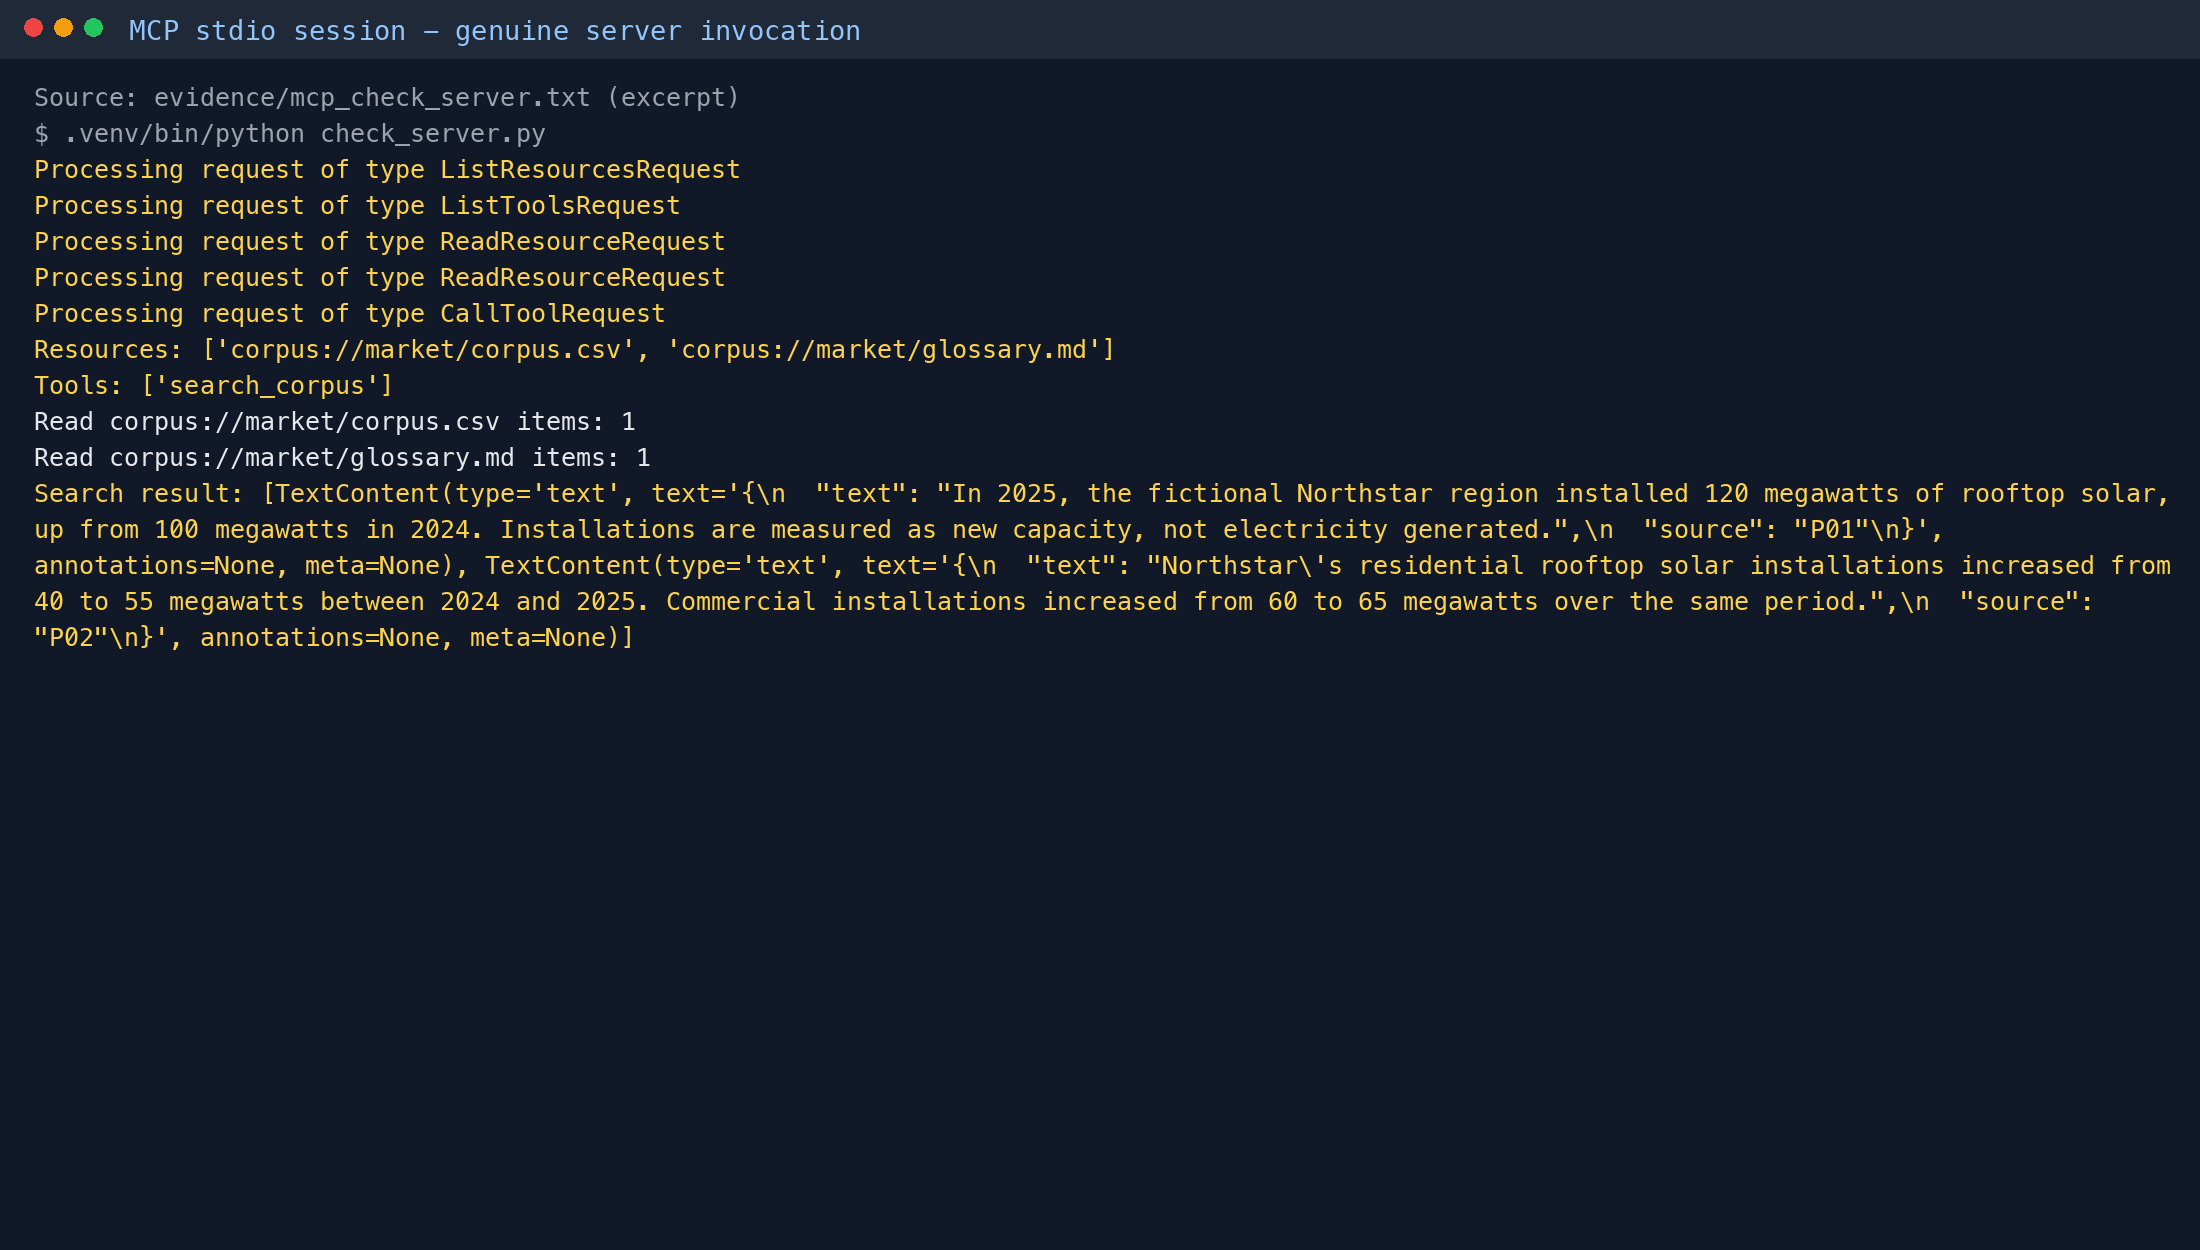 MCP stdio session – genuine server invocation
Source: evidence/mcp_check_server.txt (excerpt)
$ .venv/bin/python check_server.py
Processing request of type ListResourcesRequest
Processing request of type ListToolsRequest
Processing request of type ReadResourceRequest
Processing request of type ReadResourceRequest
Processing request of type CallToolRequest
Resources: ['corpus://market/corpus.csv', 'corpus://market/glossary.md']
Tools: ['search_corpus']
Read corpus://market/corpus.csv items: 1
Read corpus://market/glossary.md items: 1
Search result: [TextContent(type='text', text='{\n  "text": "In 2025, the fictional Northstar region installed 120 megawatts of rooftop solar,
up from 100 megawatts in 2024. Installations are measured as new capacity, not electricity generated.",\n  "source": "P01"\n}',
annotations=None, meta=None), TextContent(type='text', text='{\n  "text": "Northstar\'s residential rooftop solar installations increased from
40 to 55 megawatts between 2024 and 2025. Commercial installations increased from 60 to 65 megawatts over the same period.",\n  "source":
"P02"\n}', annotations=None, meta=None)]